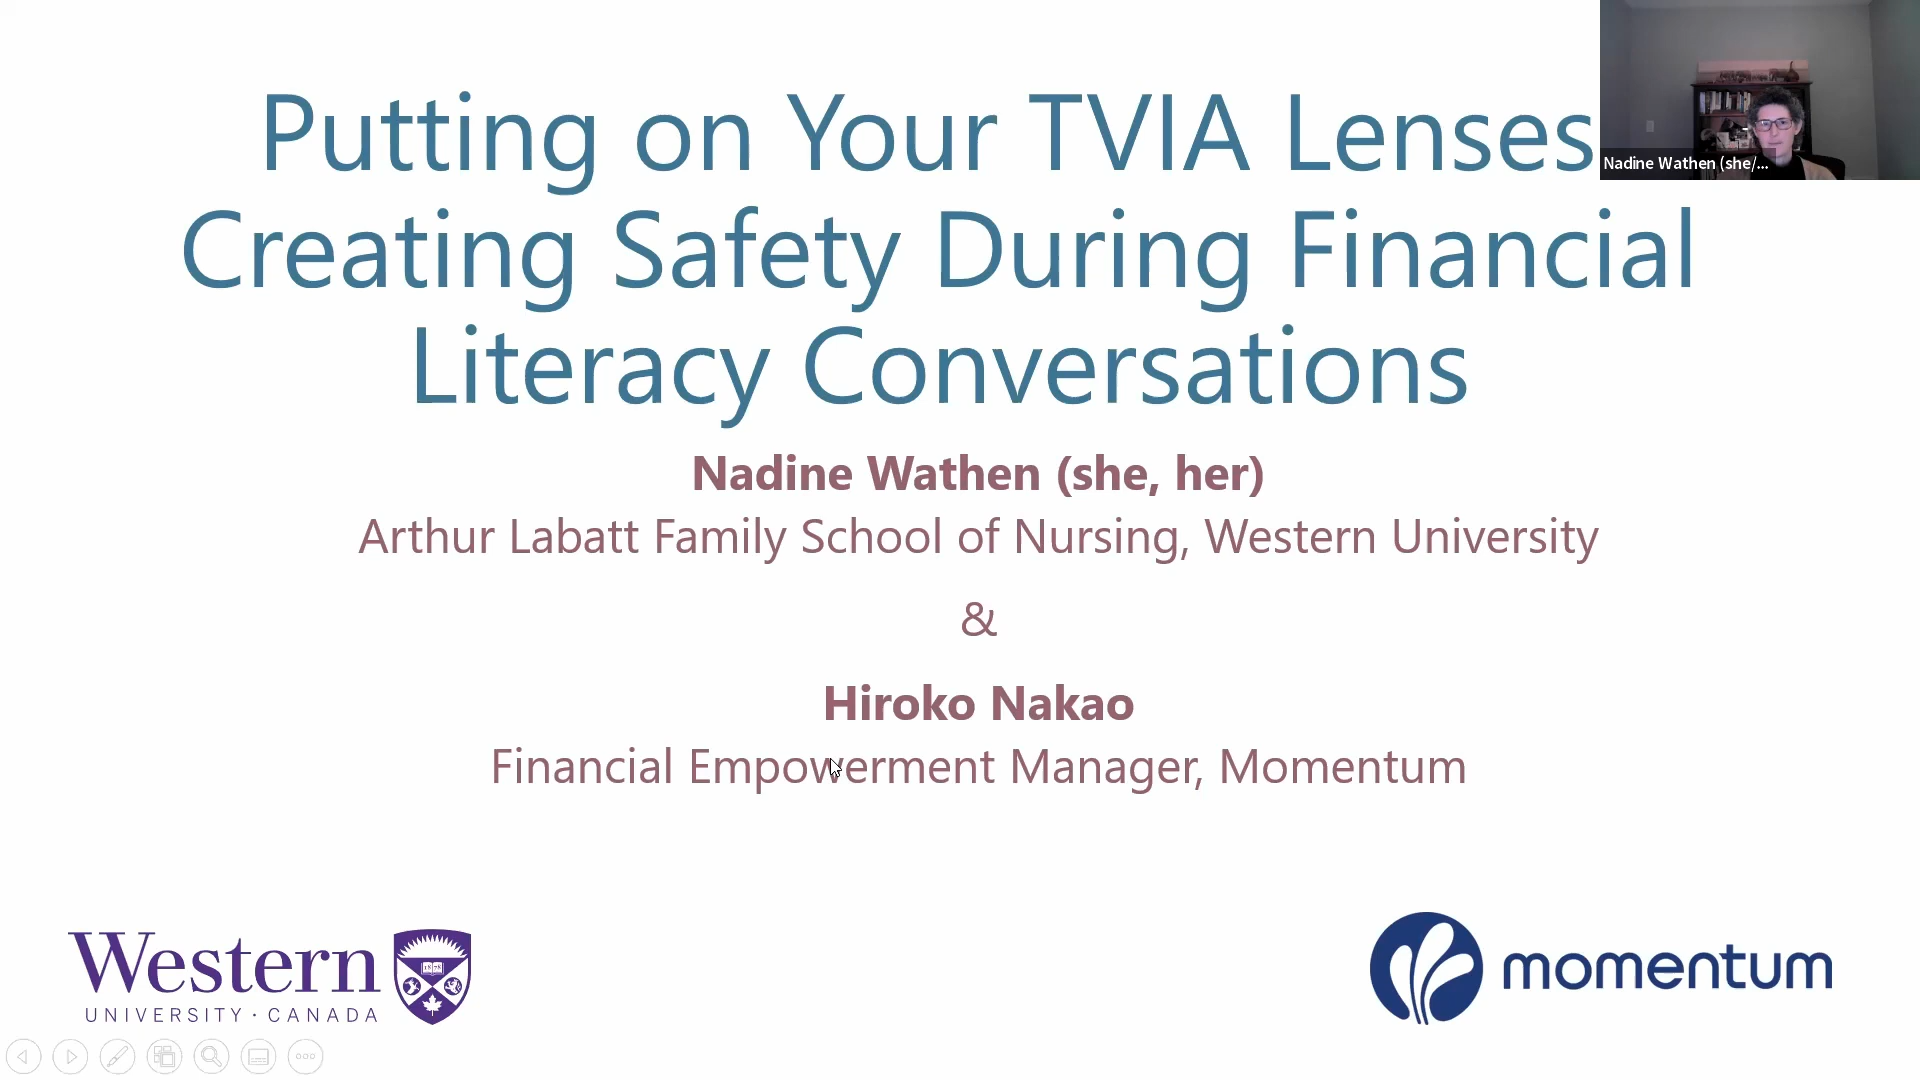 Putting on Your TVIA Lenses
Creating Safety During Financial
Literacy Conversations
Nadine Wathen (she/...
Nadine Wathen (she, her)
Arthur Labatt Family School of Nursing, Western University
&
Hiroko Nakao
Financial Empowerment Manager, Momentum
Western
UNIVERSITY · CANADA
1878
momentum